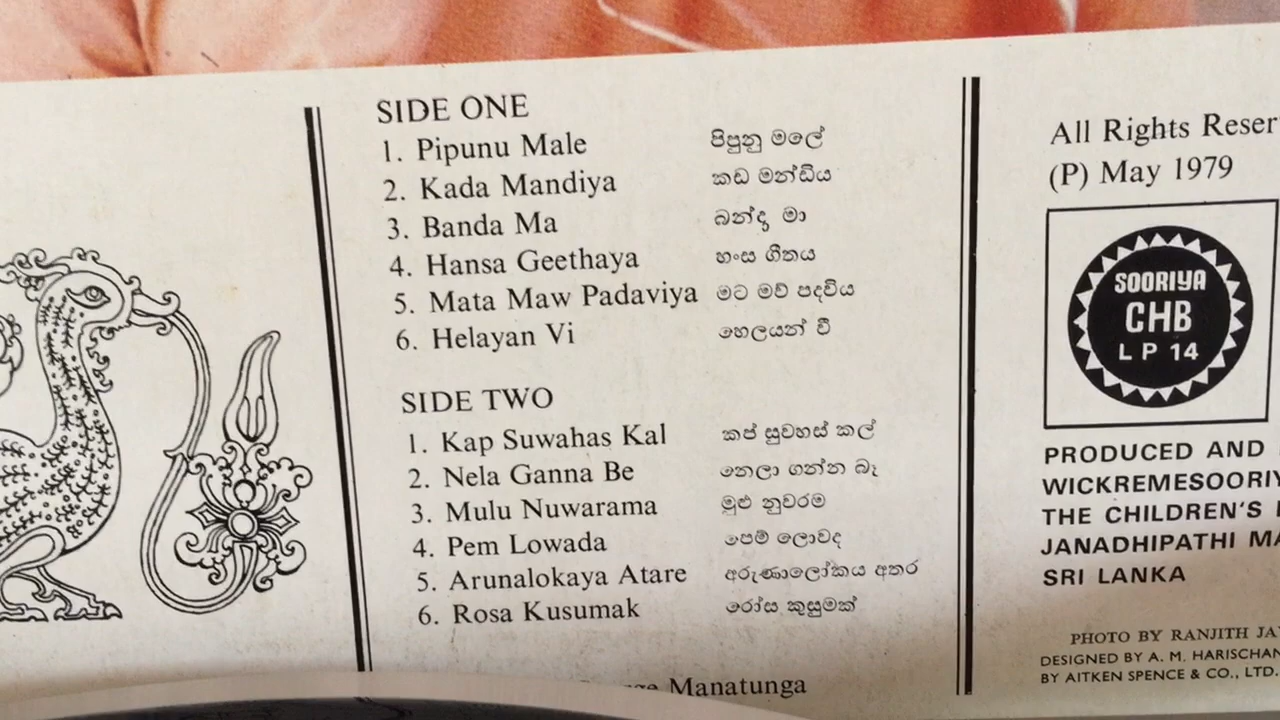 SIDE ONE
1. Pipunu Male පිපුනු මලේ
2. Kada Mandiya කඩ මන්ඩිය
3. Banda Ma බන්ද මා
4. Hansa Geethaya හංස ගීතය
5. Mata Maw Padaviya මට මව් පදවිය
6. Helayan Vi හෙලයන් වී
SIDE TWO
1. Kap Suwahas Kal කප් සුවහස් කල්
2. Nela Ganna Be නෙලා ගන්න බෑ
3. Mulu Nuwarama මුළු නුවරම
4. Pem Lowada පෙම් ලොවද
5. Arunalokaya Atare අරුණාලෝකය අතර
6. Rosa Kusumak රෝස කුසුමක්
Manatunga
All Rights Reser
(P) May 1979
SOORIYA
CHB
LP 14
PRODUCED AND
WICKREMESOORIY
THE CHILDREN'S
JANADHIPATHI MA
SRI LANKA
PHOTO BY RANJITH JA
DESIGNED BY A. M. HARISCHAN
BY AITKEN SPENCE & CO., LTD.